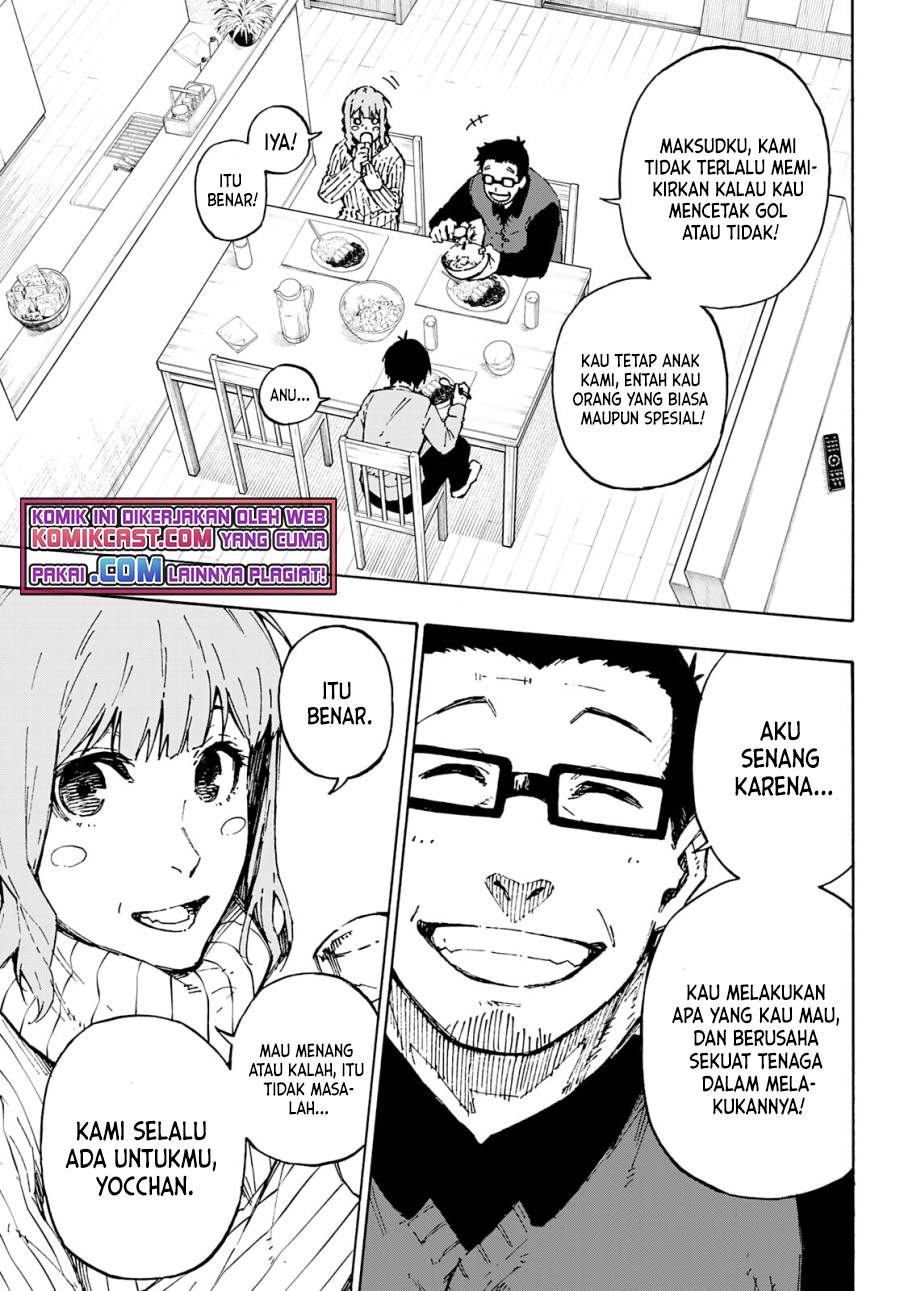 MAKSUDKU, KAMI
TIDAK TERLALU MEMI-
KIRKAN KALAU KAU
MENCETAK GOL
ATAU TIDAK!
KAU TETAP ANAK
KAMI, ENTAH KAU
ORANG YANG BIASA
MAUPUN SPESIAL!
IYA!
ITU
BENAR!
ANU...
KOMIK INI DIKERJAKAN OLEH WEB
KOMIKCAST.COM YANG CUMA
PAKAI .COM LAINNYA PLAGIAT!
AKU
SENANG
KARENA...
KAU MELAKUKAN
APA YANG KAU MAU,
DAN BERUSAHA
SEKUAT TENAGA
DALAM MELA-
KUKANNYA!
ITU
BENAR.
MAU MENANG
ATAU KALAH, ITU
TIDAK MASA-
LAH...
KAMI SELALU
ADA UNTUKMU,
YOCCHAN.